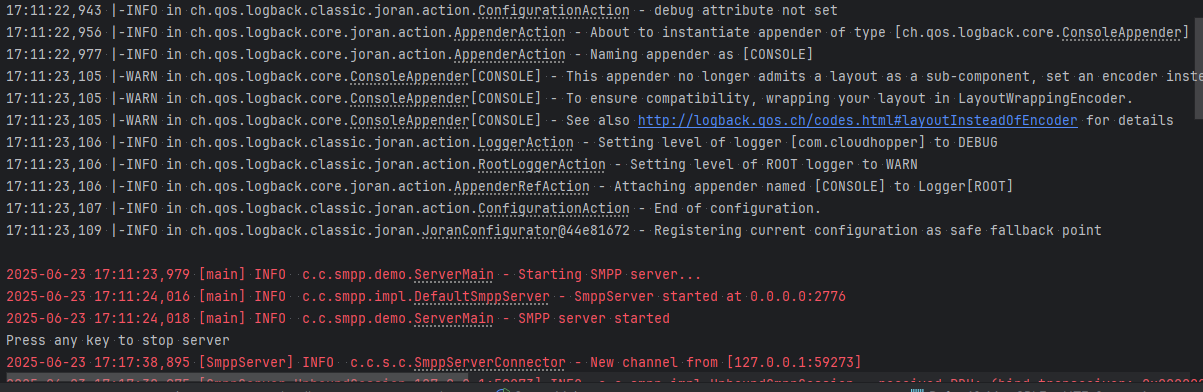 17:11:22,943 |-INFO in ch.qos.logback.classic.joran.action.ConfigurationAction - debug attribute not set
17:11:22,956 |-INFO in ch.qos.logback.core.joran.action.AppenderAction - About to instantiate appender of type [ch.qos.logback.core.ConsoleAppender]
17:11:22,977 |-INFO in ch.qos.logback.core.joran.action.AppenderAction - Naming appender as [CONSOLE]
17:11:23,105 |-WARN in ch.qos.logback.core.ConsoleAppender[CONSOLE] - This appender no longer admits a layout as a sub-component, set an encoder inste
17:11:23,105 |-WARN in ch.qos.logback.core.ConsoleAppender[CONSOLE] - To ensure compatibility, wrapping your layout in LayoutWrappingEncoder.
17:11:23,105 |-WARN in ch.qos.logback.core.ConsoleAppender[CONSOLE] - See also http://logback.qos.ch/codes.html#layoutInsteadOfEncoder for details
17:11:23,106 |-INFO in ch.qos.logback.classic.joran.action.LoggerAction - Setting level of logger [com.cloudhopper] to DEBUG
17:11:23,106 |-INFO in ch.qos.logback.classic.joran.action.RootLoggerAction - Setting level of ROOT logger to WARN
17:11:23,106 |-INFO in ch.qos.logback.core.joran.action.AppenderRefAction - Attaching appender named [CONSOLE] to Logger[ROOT]
17:11:23,107 |-INFO in ch.qos.logback.classic.joran.action.ConfigurationAction - End of configuration.
17:11:23,109 |-INFO in ch.qos.logback.classic.joran.JoranConfigurator@44e81672 - Registering current configuration as safe fallback point
2025-06-23 17:11:23,979 [main] INFO  c.c.smpp.demo.ServerMain - Starting SMPP server...
2025-06-23 17:11:24,016 [main] INFO  c.c.smpp.impl.DefaultSmppServer - SmppServer started at 0.0.0.0:2776
2025-06-23 17:11:24,018 [main] INFO  c.c.smpp.demo.ServerMain - SMPP server started
Press any key to stop server
2025-06-23 17:17:38,895 [SmppServer] INFO  c.c.s.c.SmppServerConnector - New channel from [127.0.0.1:59273]